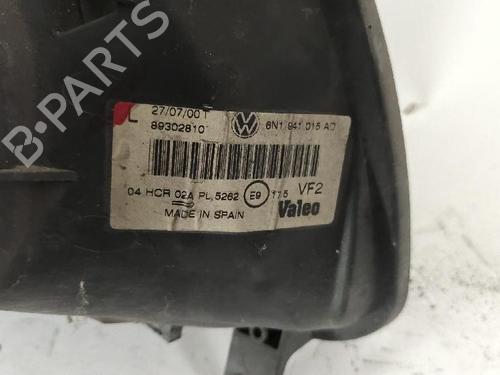 L 27/07/00 T
89302810
6N1 941 015 AD
04 HCR 02A PL 5262 E9 115 VF2
MADE IN SPAIN
Valeo
B-PARTS